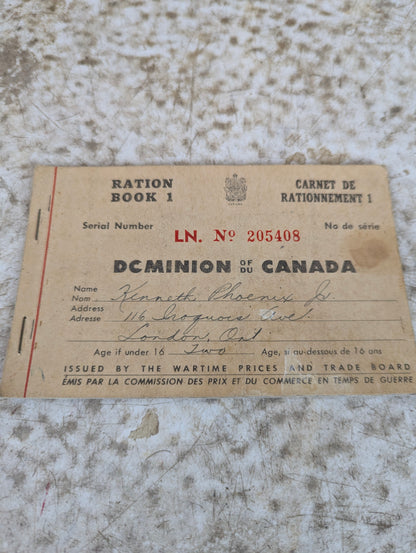 RATION BOOK 1
CARNET DE RATIONNEMENT 1
CANADA
Serial Number
No de série
LN. Nº 205408
DOMINION OF DU CANADA
Name
Nom
Kenneth Phoenix Jr.
Address
Adresse
116 Iroquois Ave.
London, Ont
Age if under 16 Two Age, si au-dessous de 16 ans
ISSUED BY THE WARTIME PRICES AND TRADE BOARD
ÉMIS PAR LA COMMISSION DES PRIX ET DU COMMERCE EN TEMPS DE GUERRE